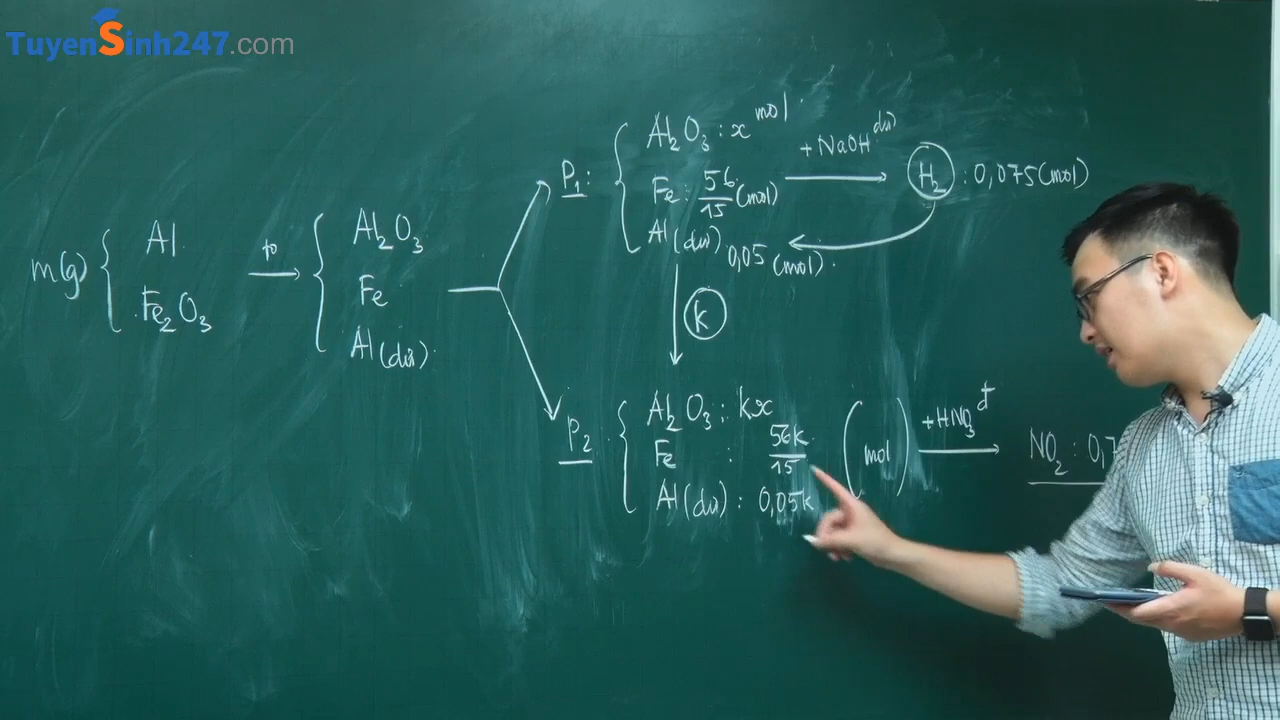 TuyenSinh247.com
m(g) { Al
Fe₂O₃
t°
Al₂O₃
Fe
Al(dư)
P₁:
Al₂O₃: x mol
Fe: 56/15 (mol)
Al(dư) 0,05 (mol)
+NaOH dư
H₂ : 0,075 (mol)
k
P₂
Al₂O₃: kx
Fe : 56k/15
Al(dư) : 0,05k
(mol)
+HNO₃ đ
NO₂ : 0,7